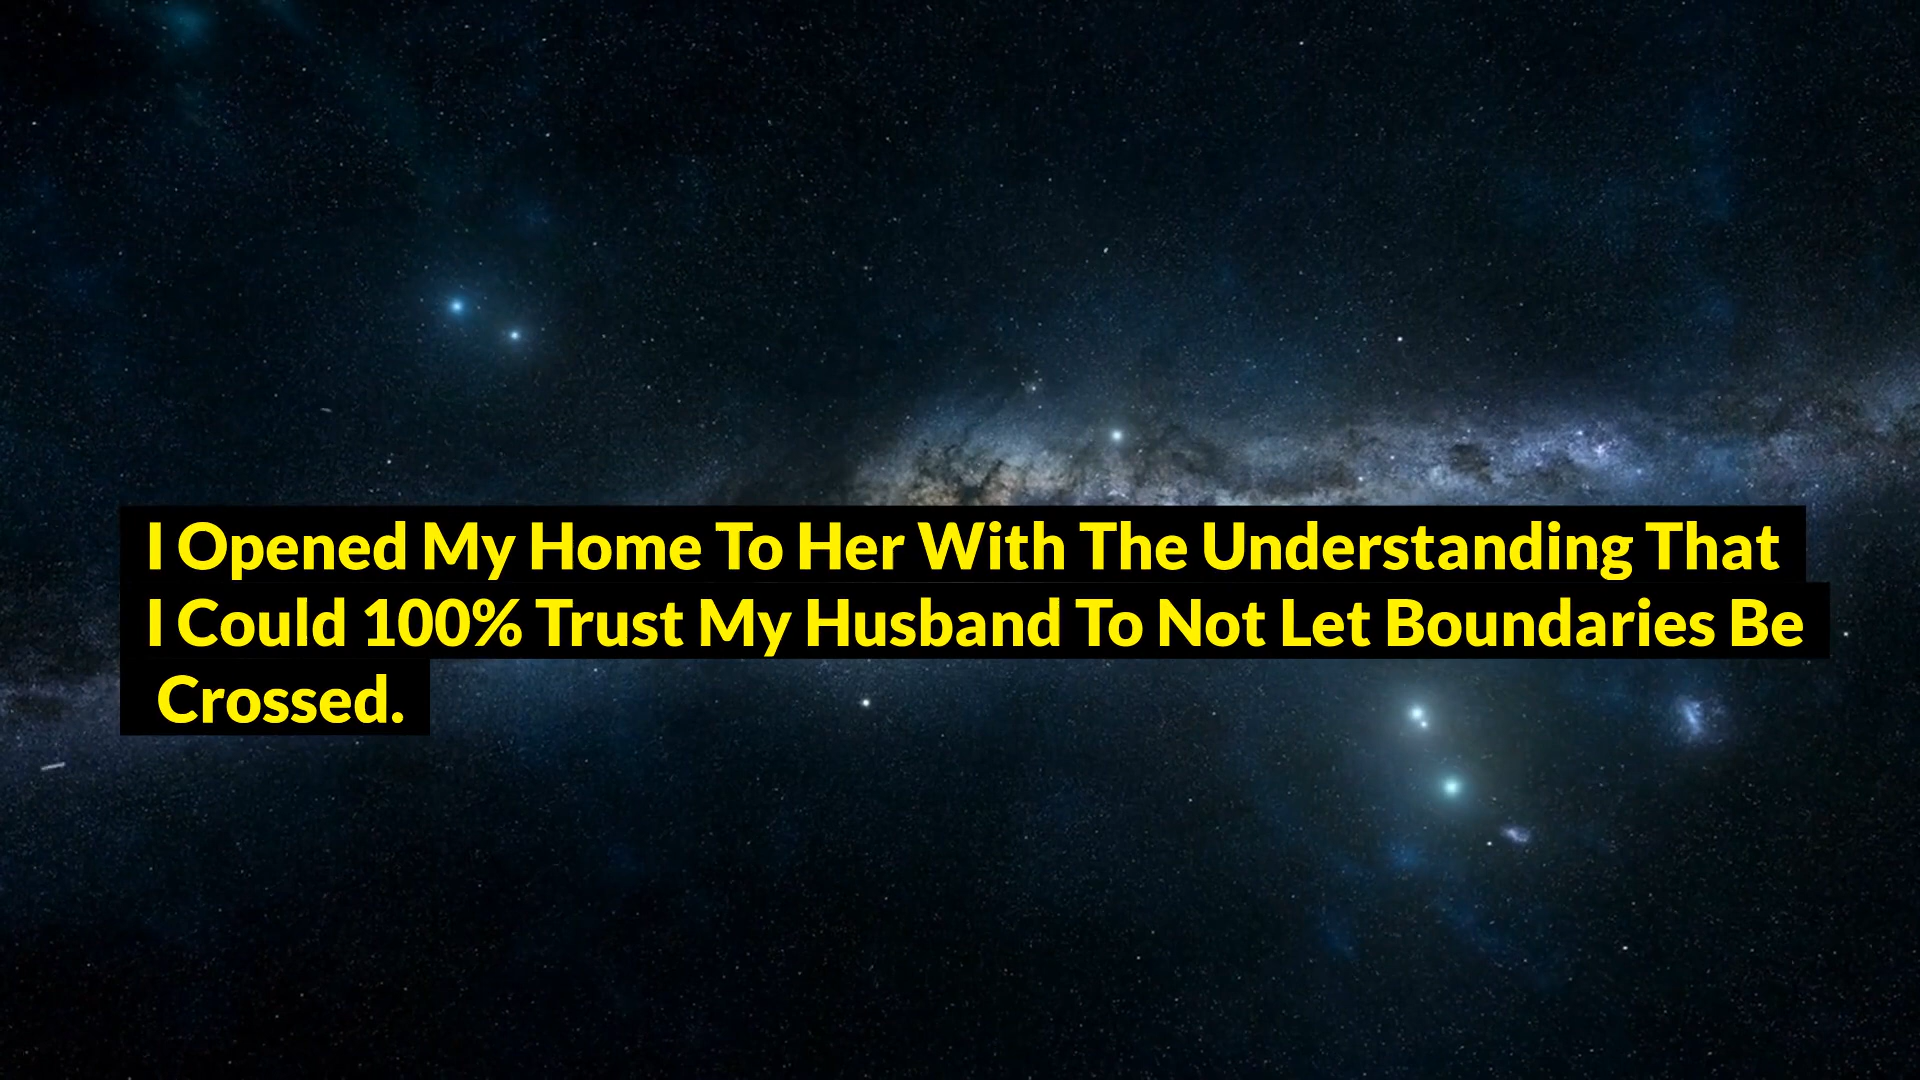 I Opened My Home To Her With The Understanding That
I Could 100% Trust My Husband To Not Let Boundaries Be
Crossed.